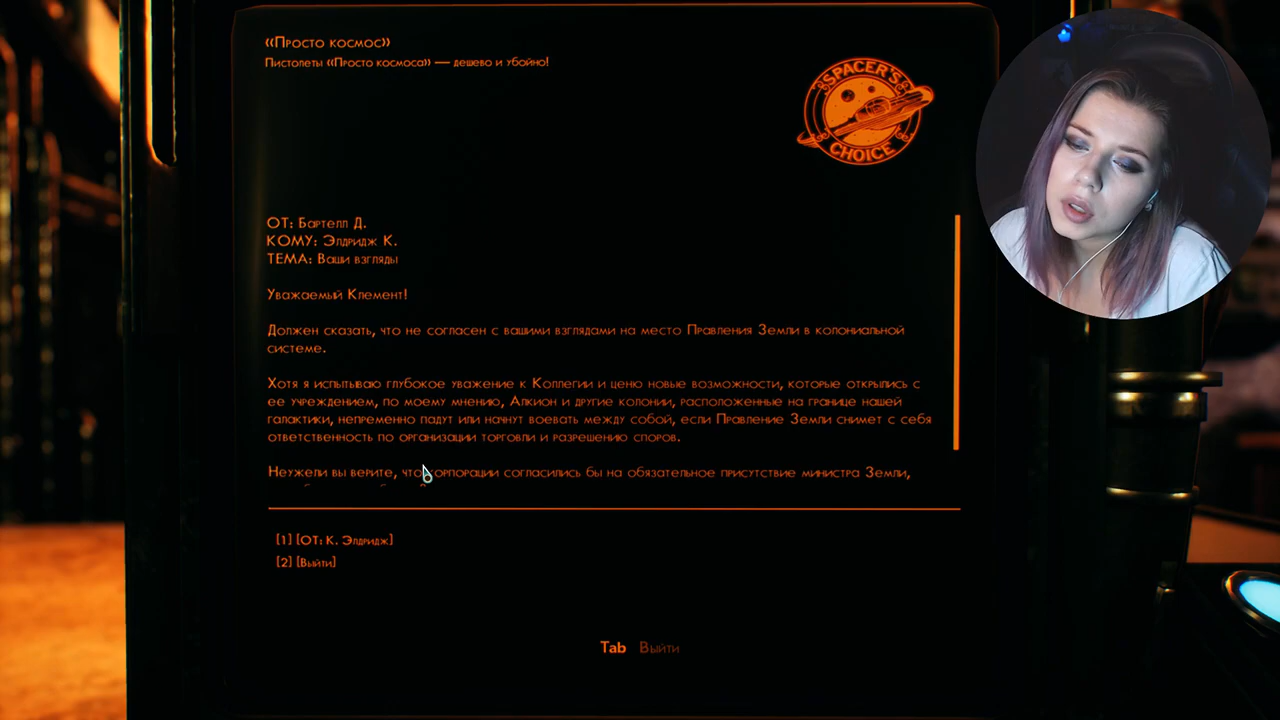 «Просто космос»
Пистолеты «Просто космоса» — дешево и убойно!
SPACER'S
CHOICE
ОТ: Бартелл Д.
КОМУ: Элдридж К.
ТЕМА: Ваши взгляды
Уважаемый Клемент!
Должен сказать, что не согласен с вашими взглядами на место Правления Земли в колониальной
системе.
Хотя я испытываю глубокое уважение к Коллегии и ценю новые возможности, которые открылись с
ее учреждением, по моему мнению, Алкион и другие колонии, расположенные на границе нашей
галактики, непременно падут или начнут воевать между собой, если Правление Земли снимет с себя
ответственность по организации торговли и разрешению споров.
Неужели вы верите, что корпорации согласились бы на обязательное присутствие министра Земли,
[1] [ОТ: К. Элдридж]
[2] [Выйти]
Tab Выйти